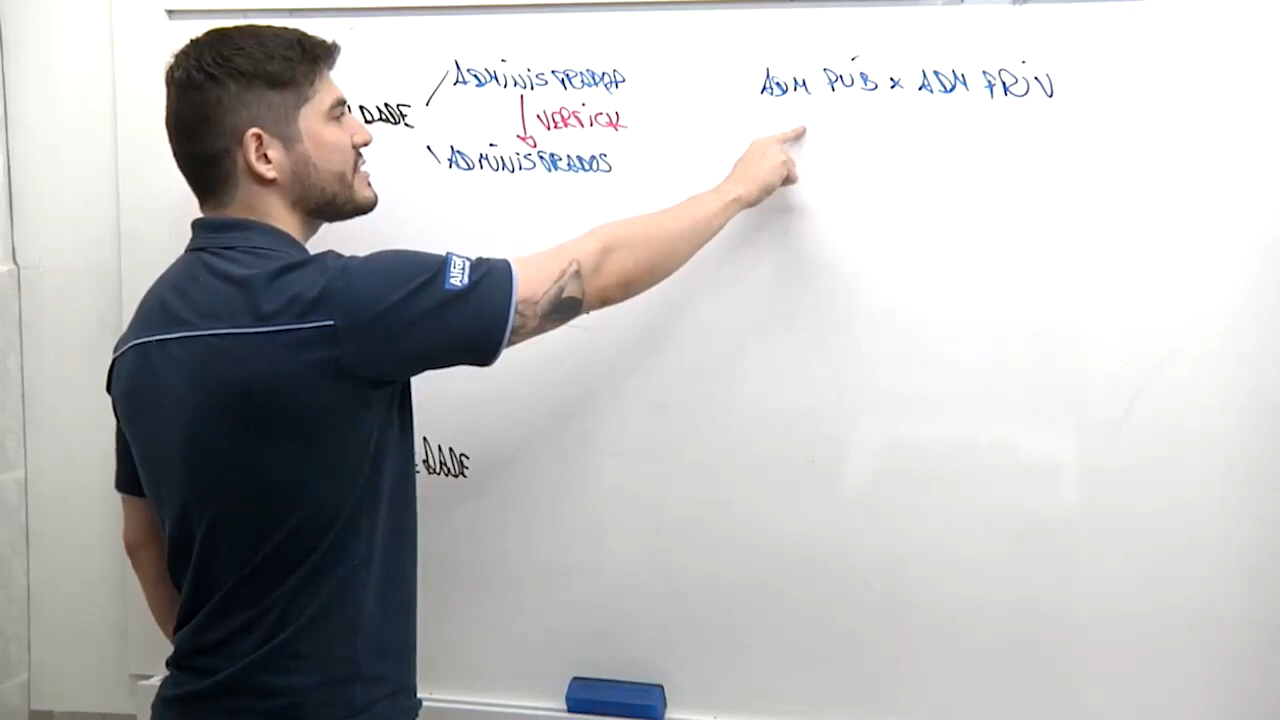 ADMINISTRADOR
ADM PÚB x ADM PRIV
DADE
VERTICAL
ADMINISTRADOS
DADE